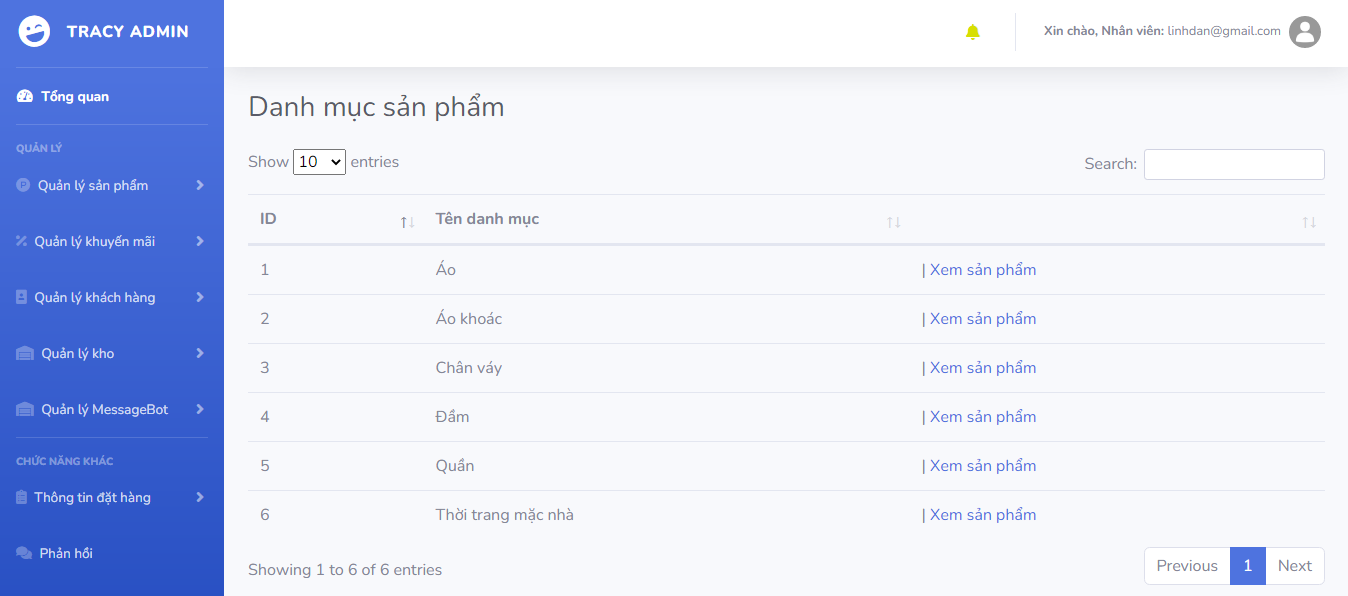 TRACY ADMIN
Xin chào, Nhân viên: linhdan@gmail.com
Tổng quan
QUẢN LÝ
Quản lý sản phẩm
Quản lý khuyến mãi
Quản lý khách hàng
Quản lý kho
Quản lý MessageBot
CHỨC NĂNG KHÁC
Thông tin đặt hàng
Phản hồi
Danh mục sản phẩm
Show 10 entries
Search:
ID Tên danh mục
1 Áo | Xem sản phẩm
2 Áo khoác | Xem sản phẩm
3 Chân váy | Xem sản phẩm
4 Đầm | Xem sản phẩm
5 Quần | Xem sản phẩm
6 Thời trang mặc nhà | Xem sản phẩm
Showing 1 to 6 of 6 entries
Previous 1 Next